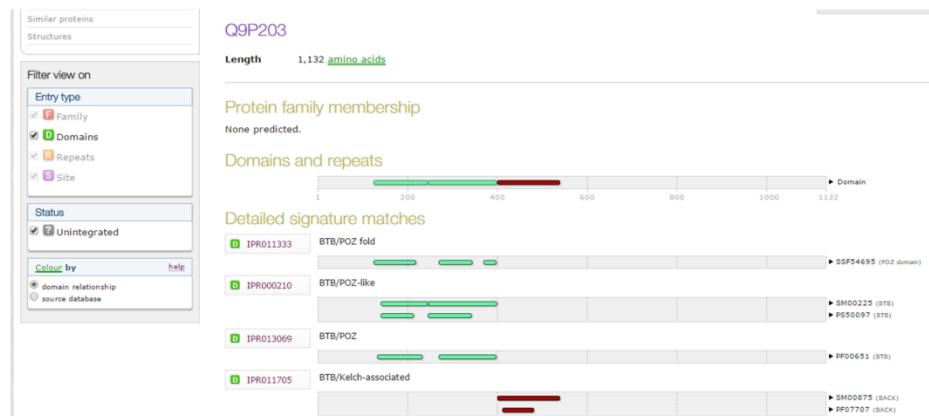 Similar proteins
Structures
Filter view on
Entry type
F Family
D Domains
R Repeats
S Site
Status
? Unintegrated
Colour by help
domain relationship
source database
Q9P203
Length 1,132 amino acids
Protein family membership
None predicted.
Domains and repeats
Domain
1 200 400 600 800 1000 1132
Detailed signature matches
D IPR011333 BTB/POZ fold
SSF54695 (POZ domain)
D IPR000210 BTB/POZ-like
SM00225 (BTB)
PS50097 (BTB)
D IPR013069 BTB/POZ
PF00651 (BTB)
D IPR011705 BTB/Kelch-associated
SM00875 (BACK)
PF07707 (BACK)